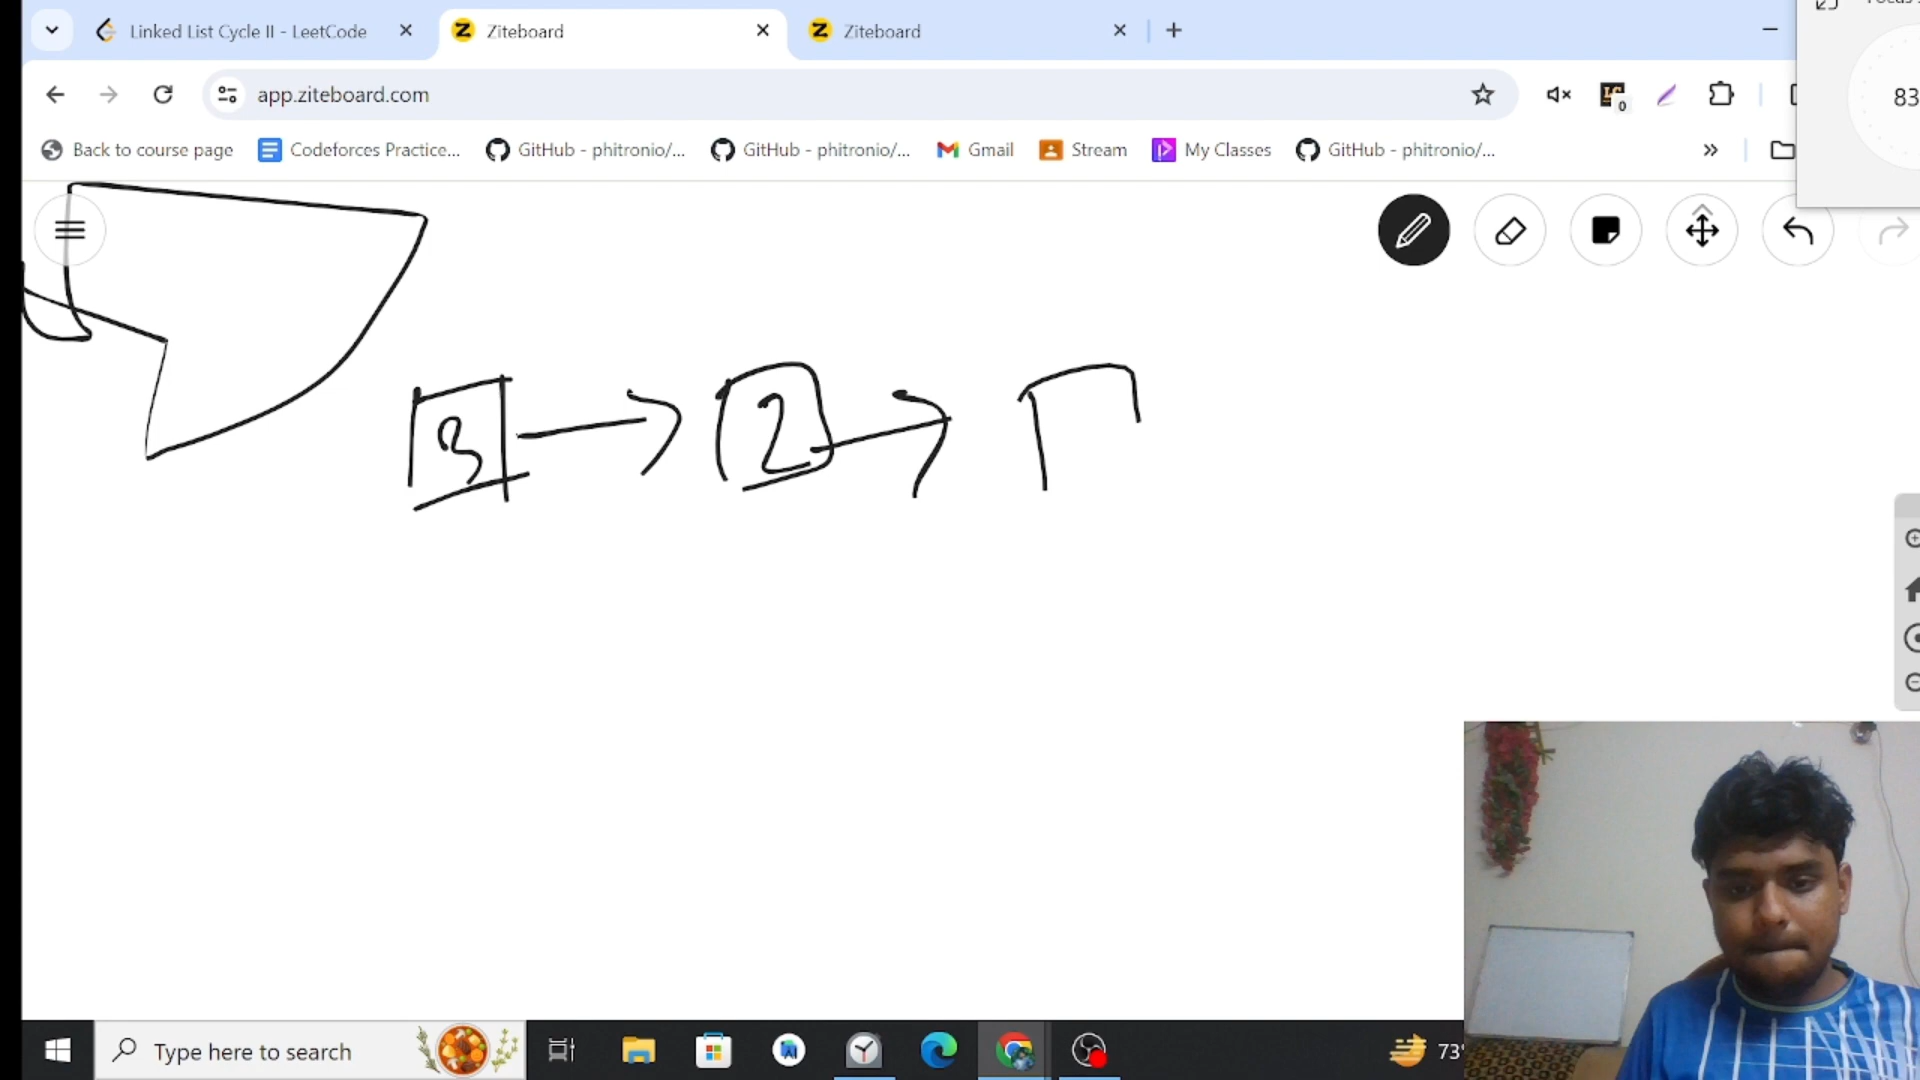 Linked List Cycle II - LeetCode
Ziteboard
Ziteboard
83
app.ziteboard.com
0
Back to course page
Codeforces Practice...
GitHub - phitronio/...
GitHub - phitronio/...
Gmail
Stream
My Classes
GitHub - phitronio/...
3 2
Type here to search
73°